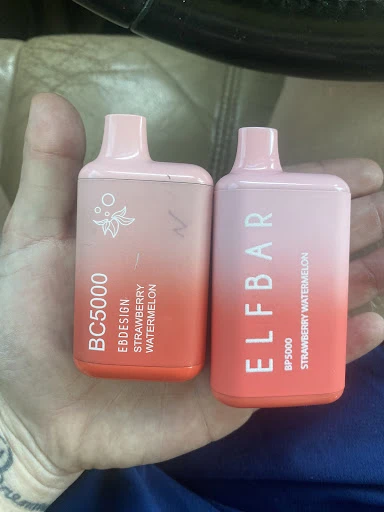 BC5000
EBDESIGN
STRAWBERRY
WATERMELON
ELFBAR
BP5000
STRAWBERRY WATERMELON